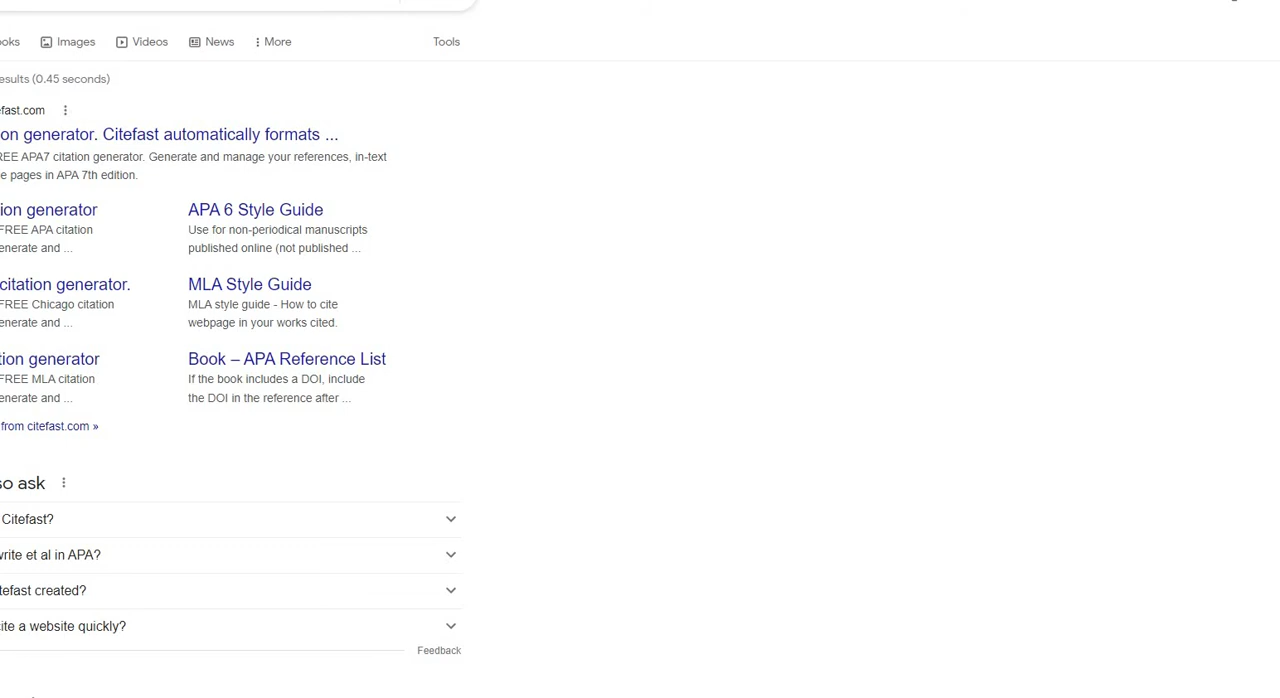 ooks Images Videos News More Tools
esults (0.45 seconds)
efast.com
on generator. Citefast automatically formats ...
REE APA7 citation generator. Generate and manage your references, in-text
e pages in APA 7th edition.
ion generator
FREE APA citation
enerate and ...
APA 6 Style Guide
Use for non-periodical manuscripts
published online (not published ...
citation generator.
FREE Chicago citation
enerate and ...
MLA Style Guide
MLA style guide - How to cite
webpage in your works cited.
tion generator
FREE MLA citation
enerate and ...
Book – APA Reference List
If the book includes a DOI, include
the DOI in the reference after ...
from citefast.com »
so ask
Citefast?
write et al in APA?
tefast created?
cite a website quickly?
Feedback